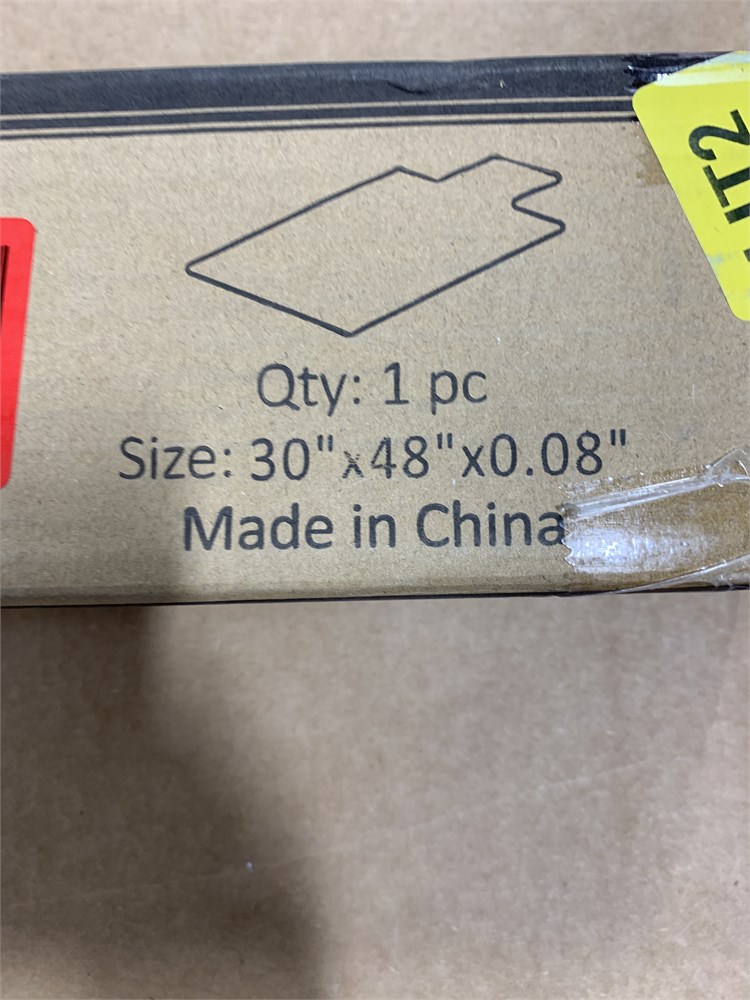 Qty: 1 pc
Size: 30"x48"x0.08"
Made in China